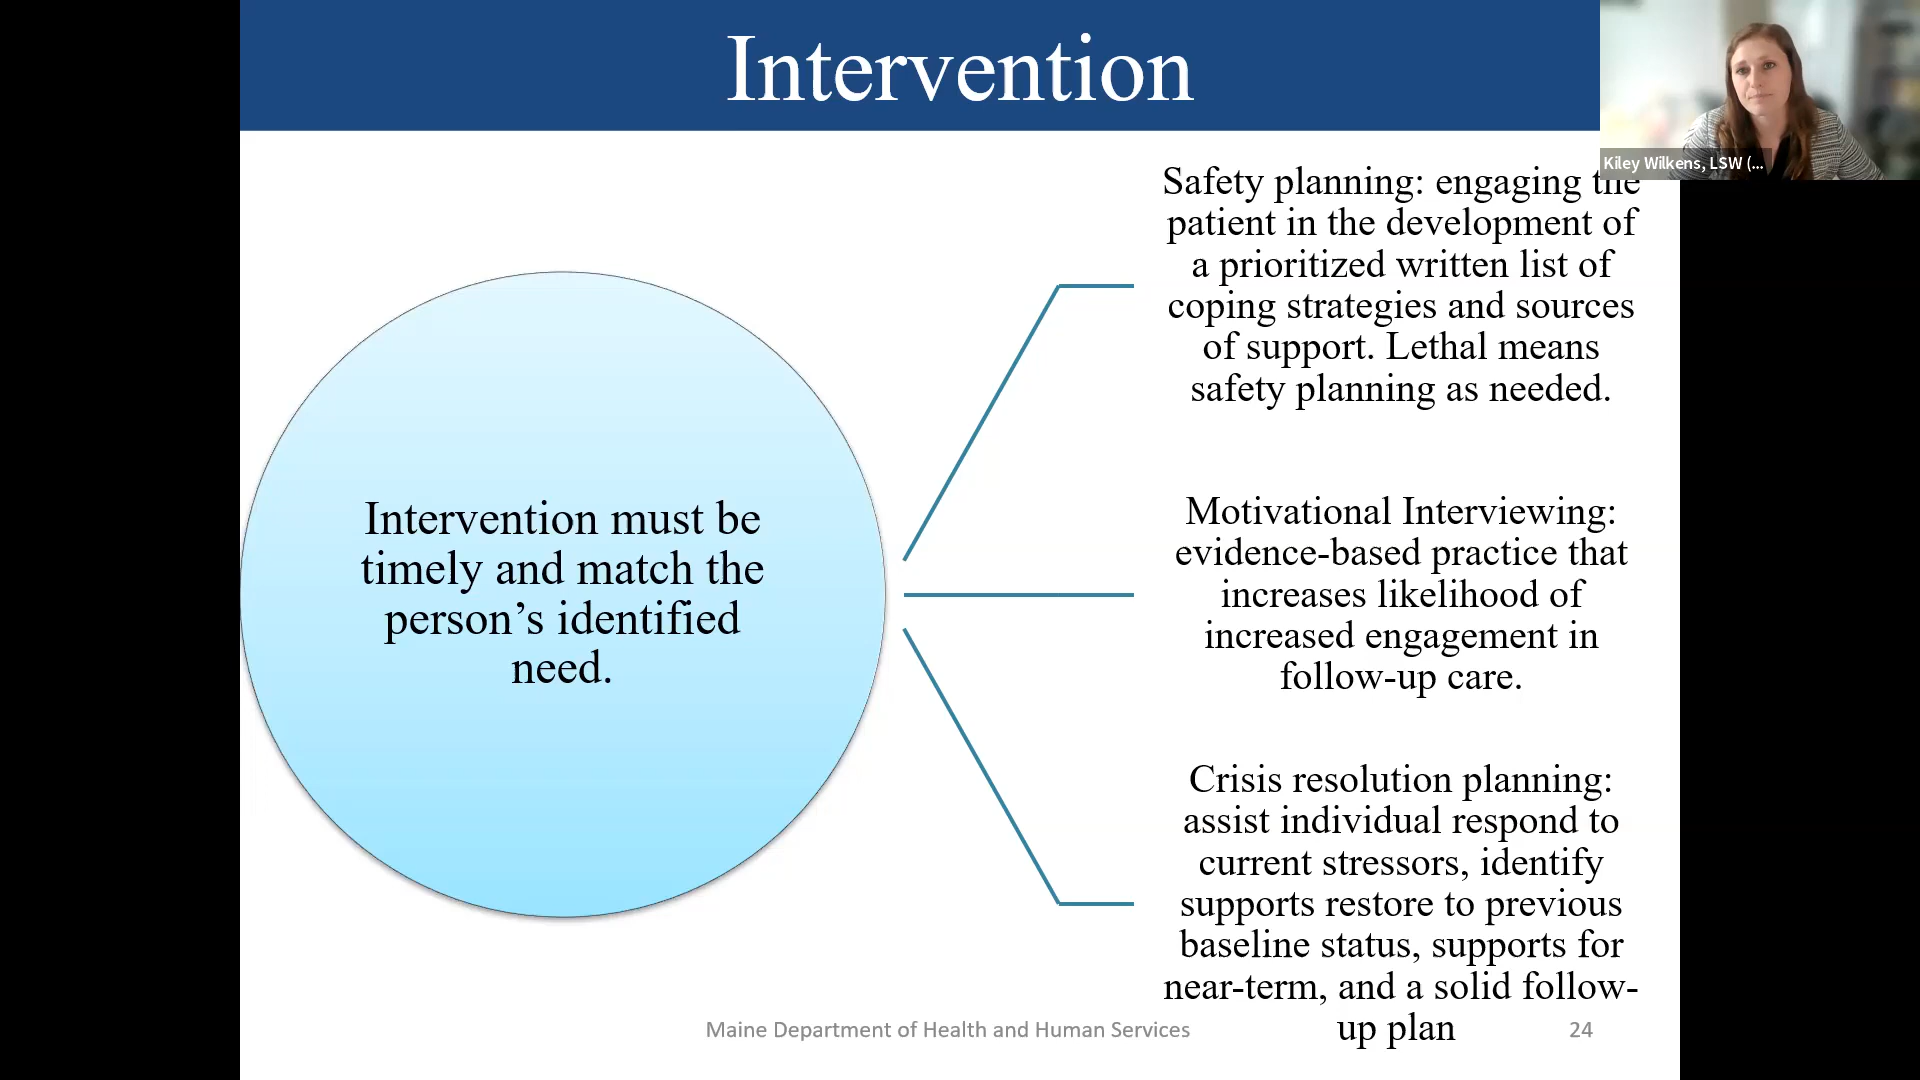 Intervention
Kiley Wilkens, LSW (...
Safety planning: engaging the
patient in the development of
a prioritized written list of
coping strategies and sources
of support. Lethal means
safety planning as needed.
Intervention must be
timely and match the
person’s identified
need.
Motivational Interviewing:
evidence-based practice that
increases likelihood of
increased engagement in
follow-up care.
Crisis resolution planning:
assist individual respond to
current stressors, identify
supports restore to previous
baseline status, supports for
near-term, and a solid follow-
up plan
Maine Department of Health and Human Services
24